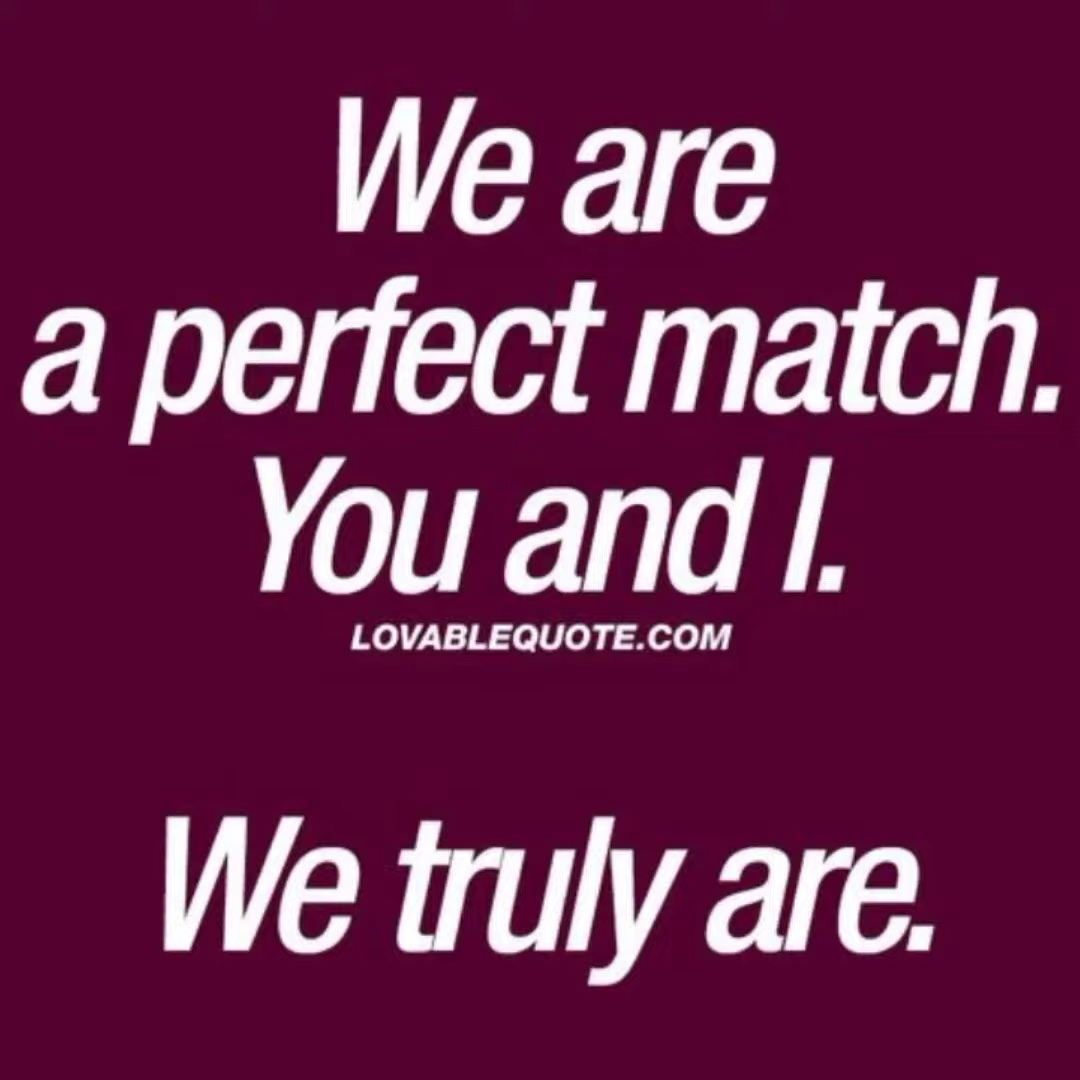 We are
a perfect match.
You and I.
LOVABLEQUOTE.COM
We truly are.